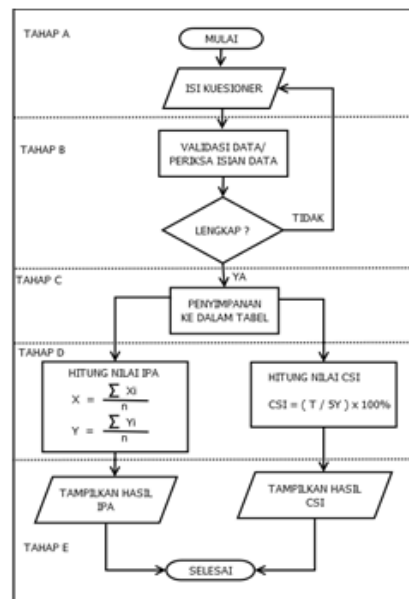 TAHAP A
MULAI
ISI KUESIONER
TAHAP B
VALIDASI DATA/
PERIKSA ISIAN DATA
LENGKAP ?
TIDAK
YA
TAHAP C
PENYIMPANAN
KE DALAM TABEL
TAHAP D
HITUNG NILAI IPA
X = ∑ Xi / n
Y = ∑ Yi / n
HITUNG NILAI CSI
CSI = ( T / 5Y ) x 100%
TAMPILKAN HASIL
IPA
TAMPILKAN HASIL
CSI
TAHAP E
SELESAI